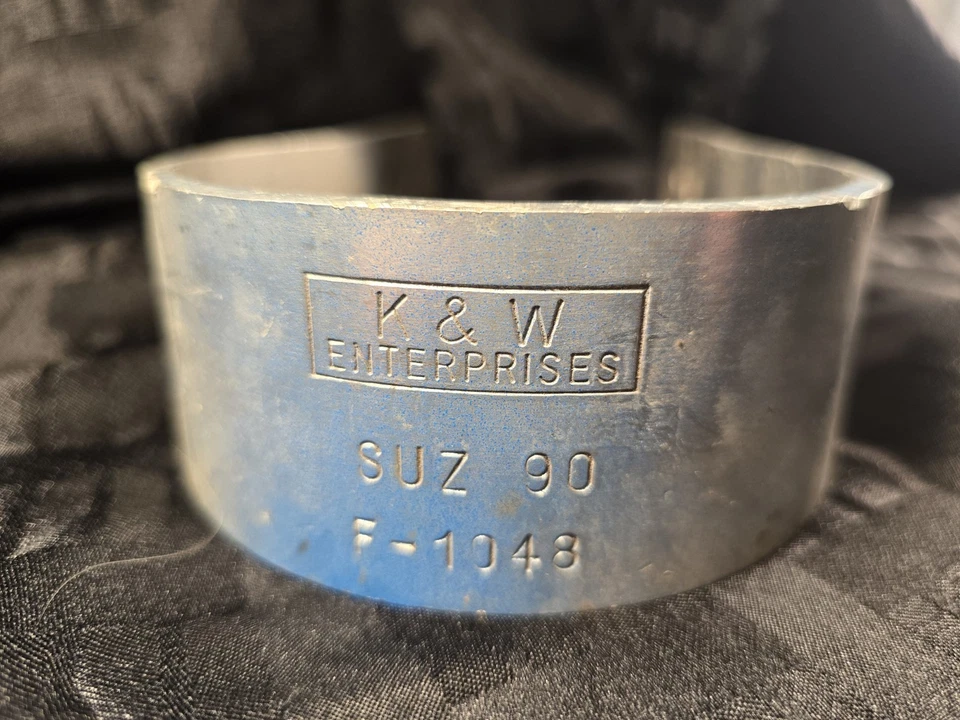 K & W
ENTERPRISES
SUZ 90
F-1048